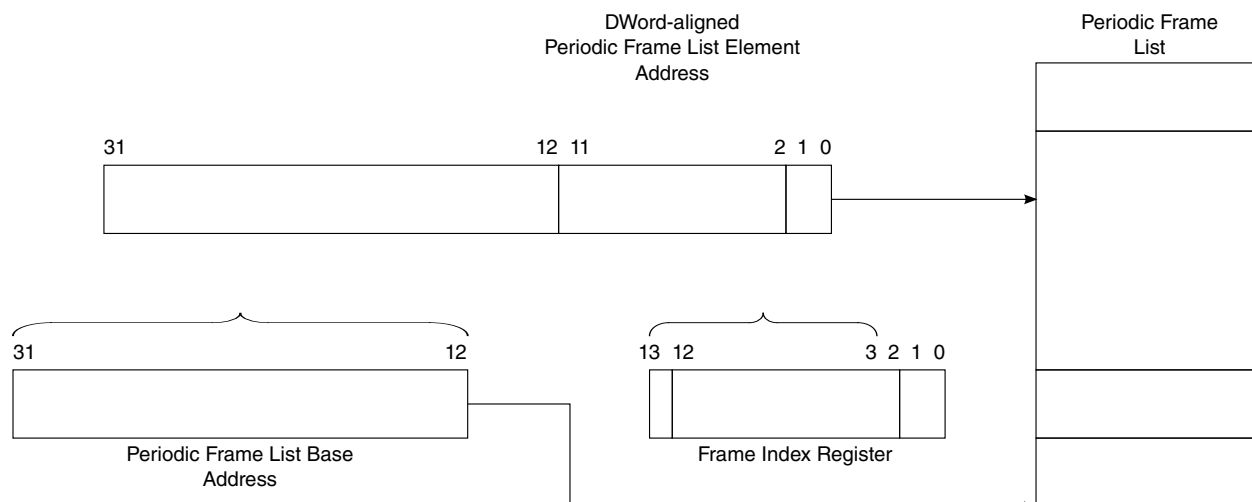 DWord-aligned
Periodic Frame List Element
Address
Periodic Frame
List
31 12 11 2 1 0
31 12
13 12 3 2 1 0
Periodic Frame List Base
Address
Frame Index Register